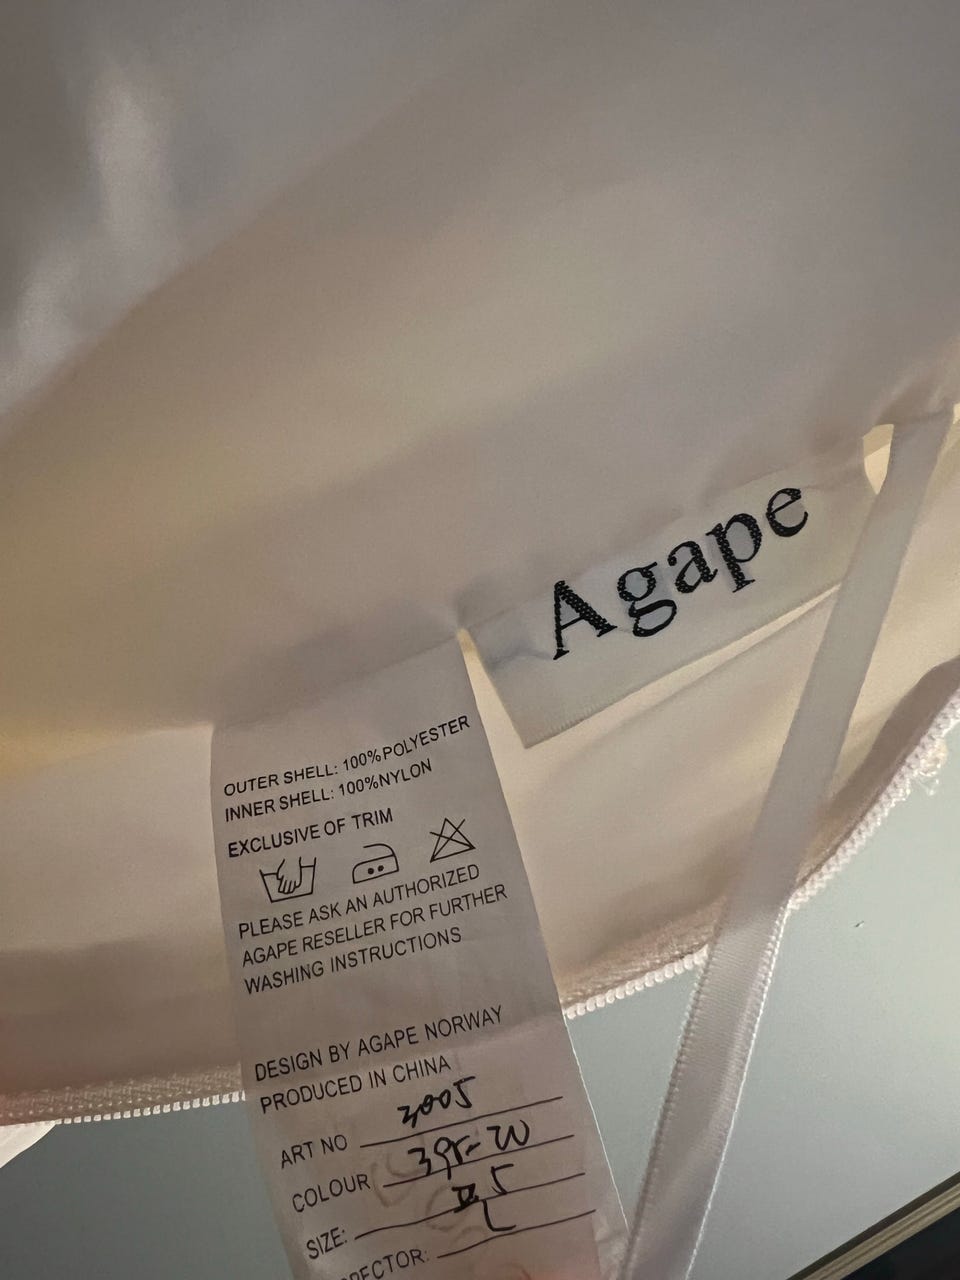 Agape
OUTER SHELL: 100%POLYESTER
INNER SHELL: 100%NYLON
EXCLUSIVE OF TRIM
PLEASE ASK AN AUTHORIZED
AGAPE RESELLER FOR FURTHER
WASHING INSTRUCTIONS
DESIGN BY AGAPE NORWAY
PRODUCED IN CHINA
ART NO 3005
COLOUR
SIZE: